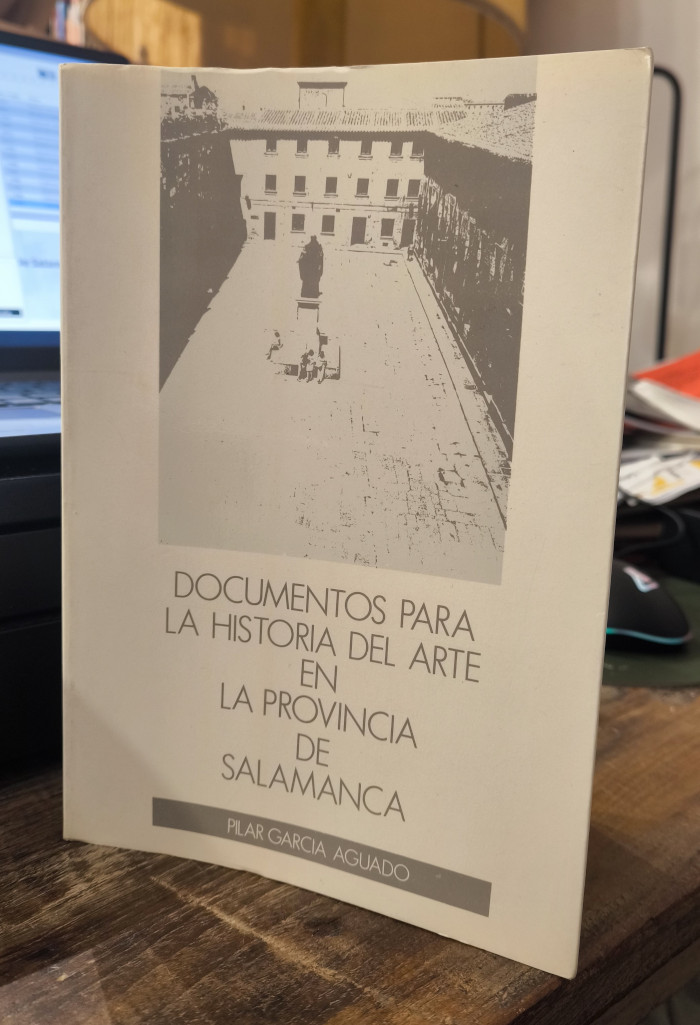 DOCUMENTOS PARA
LA HISTORIA DEL ARTE
EN
LA PROVINCIA
DE
SALAMANCA
PILAR GARCIA AGUADO